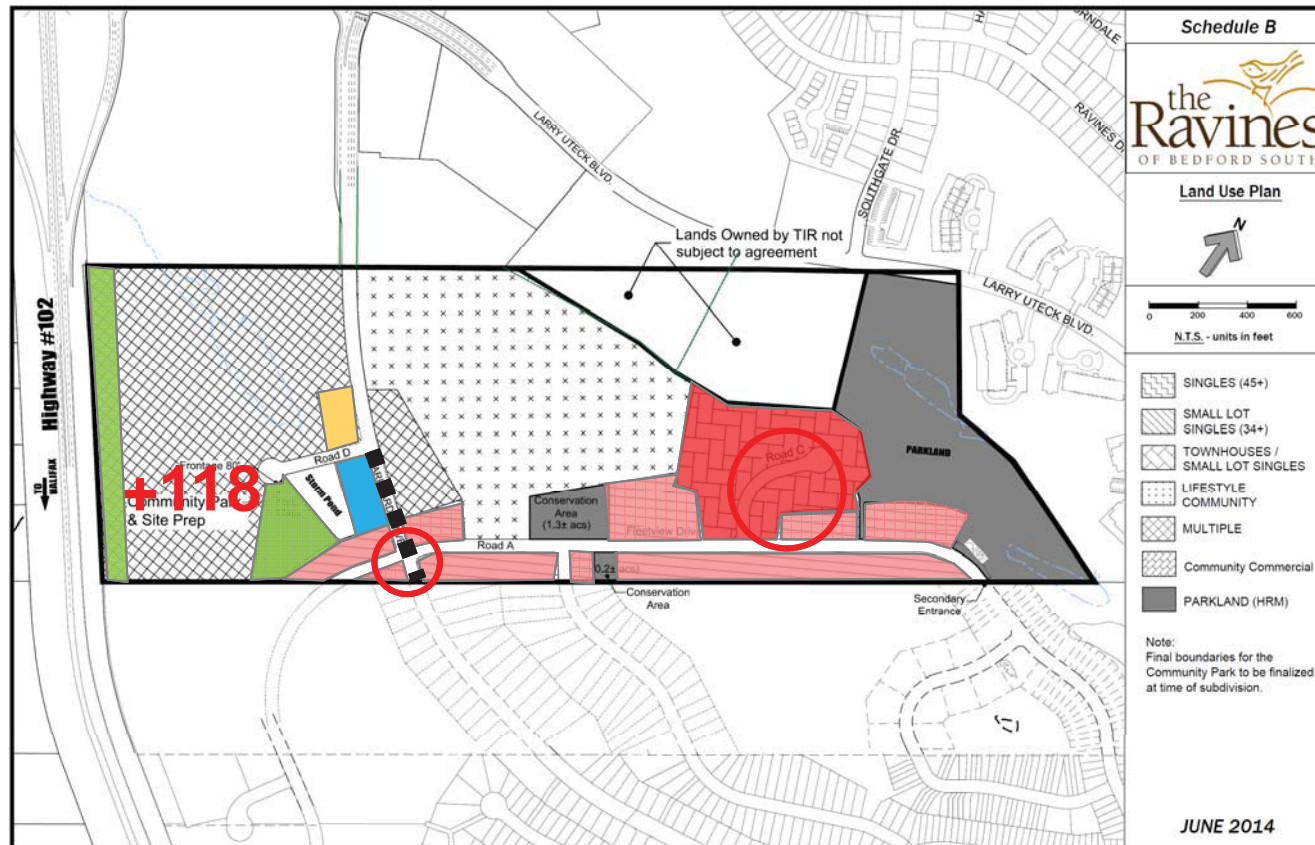 Schedule B
the
Ravines
OF BEDFORD SOUTH
Land Use Plan
N
0 200 400 600
N.T.S. - units in feet
SINGLES (45+)
SMALL LOT
SINGLES (34+)
TOWNHOUSES /
SMALL LOT SINGLES
LIFESTYLE
COMMUNITY
MULTIPLE
Community Commercial
PARKLAND (HRM)
Note:
Final boundaries for the
Community Park to be finalized
at time of subdivision.
JUNE 2014
LARRY UTECK BLVD.
SOUTHGATE DR.
RAVINES D
Lands Owned by TIR not
subject to agreement
LARRY UTECK BLVD.
Highway #102
TO
HALIFAX
Road D
Frontage 80'
+118
& Site Prep
Storm Pond
Road A
Conservation
Area
(1.3± acs)
Fleetview Drive
Road C
PARKLAND
0.2± acs)
Conservation
Area
Secondary
Entrance